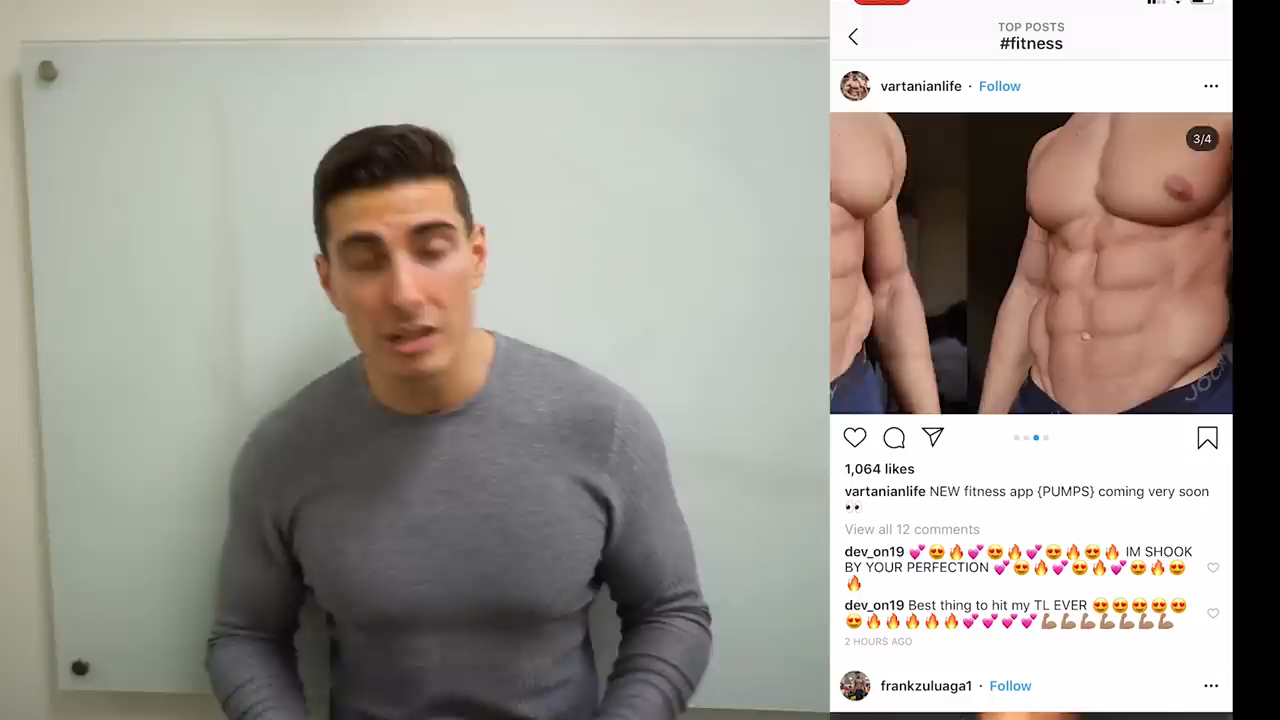 TOP POSTS
#fitness
vartanianlife · Follow
3/4
1,064 likes
vartanianlife NEW fitness app {PUMPS} coming very soon
👀
View all 12 comments
dev_on19 💕😍🔥💕😍🔥💕😍🔥😍🔥 IM SHOOK
BY YOUR PERFECTION 💕😍🔥💕😍🔥💕😍🔥😍
🔥
dev_on19 Best thing to hit my TL EVER 😍😍😍😍😍
😍🔥🔥🔥🔥🔥💕💕💕💕💪🏽💪🏽💪🏽💪🏽💪🏽💪🏽💪🏽
2 HOURS AGO
frankzuluaga1 · Follow